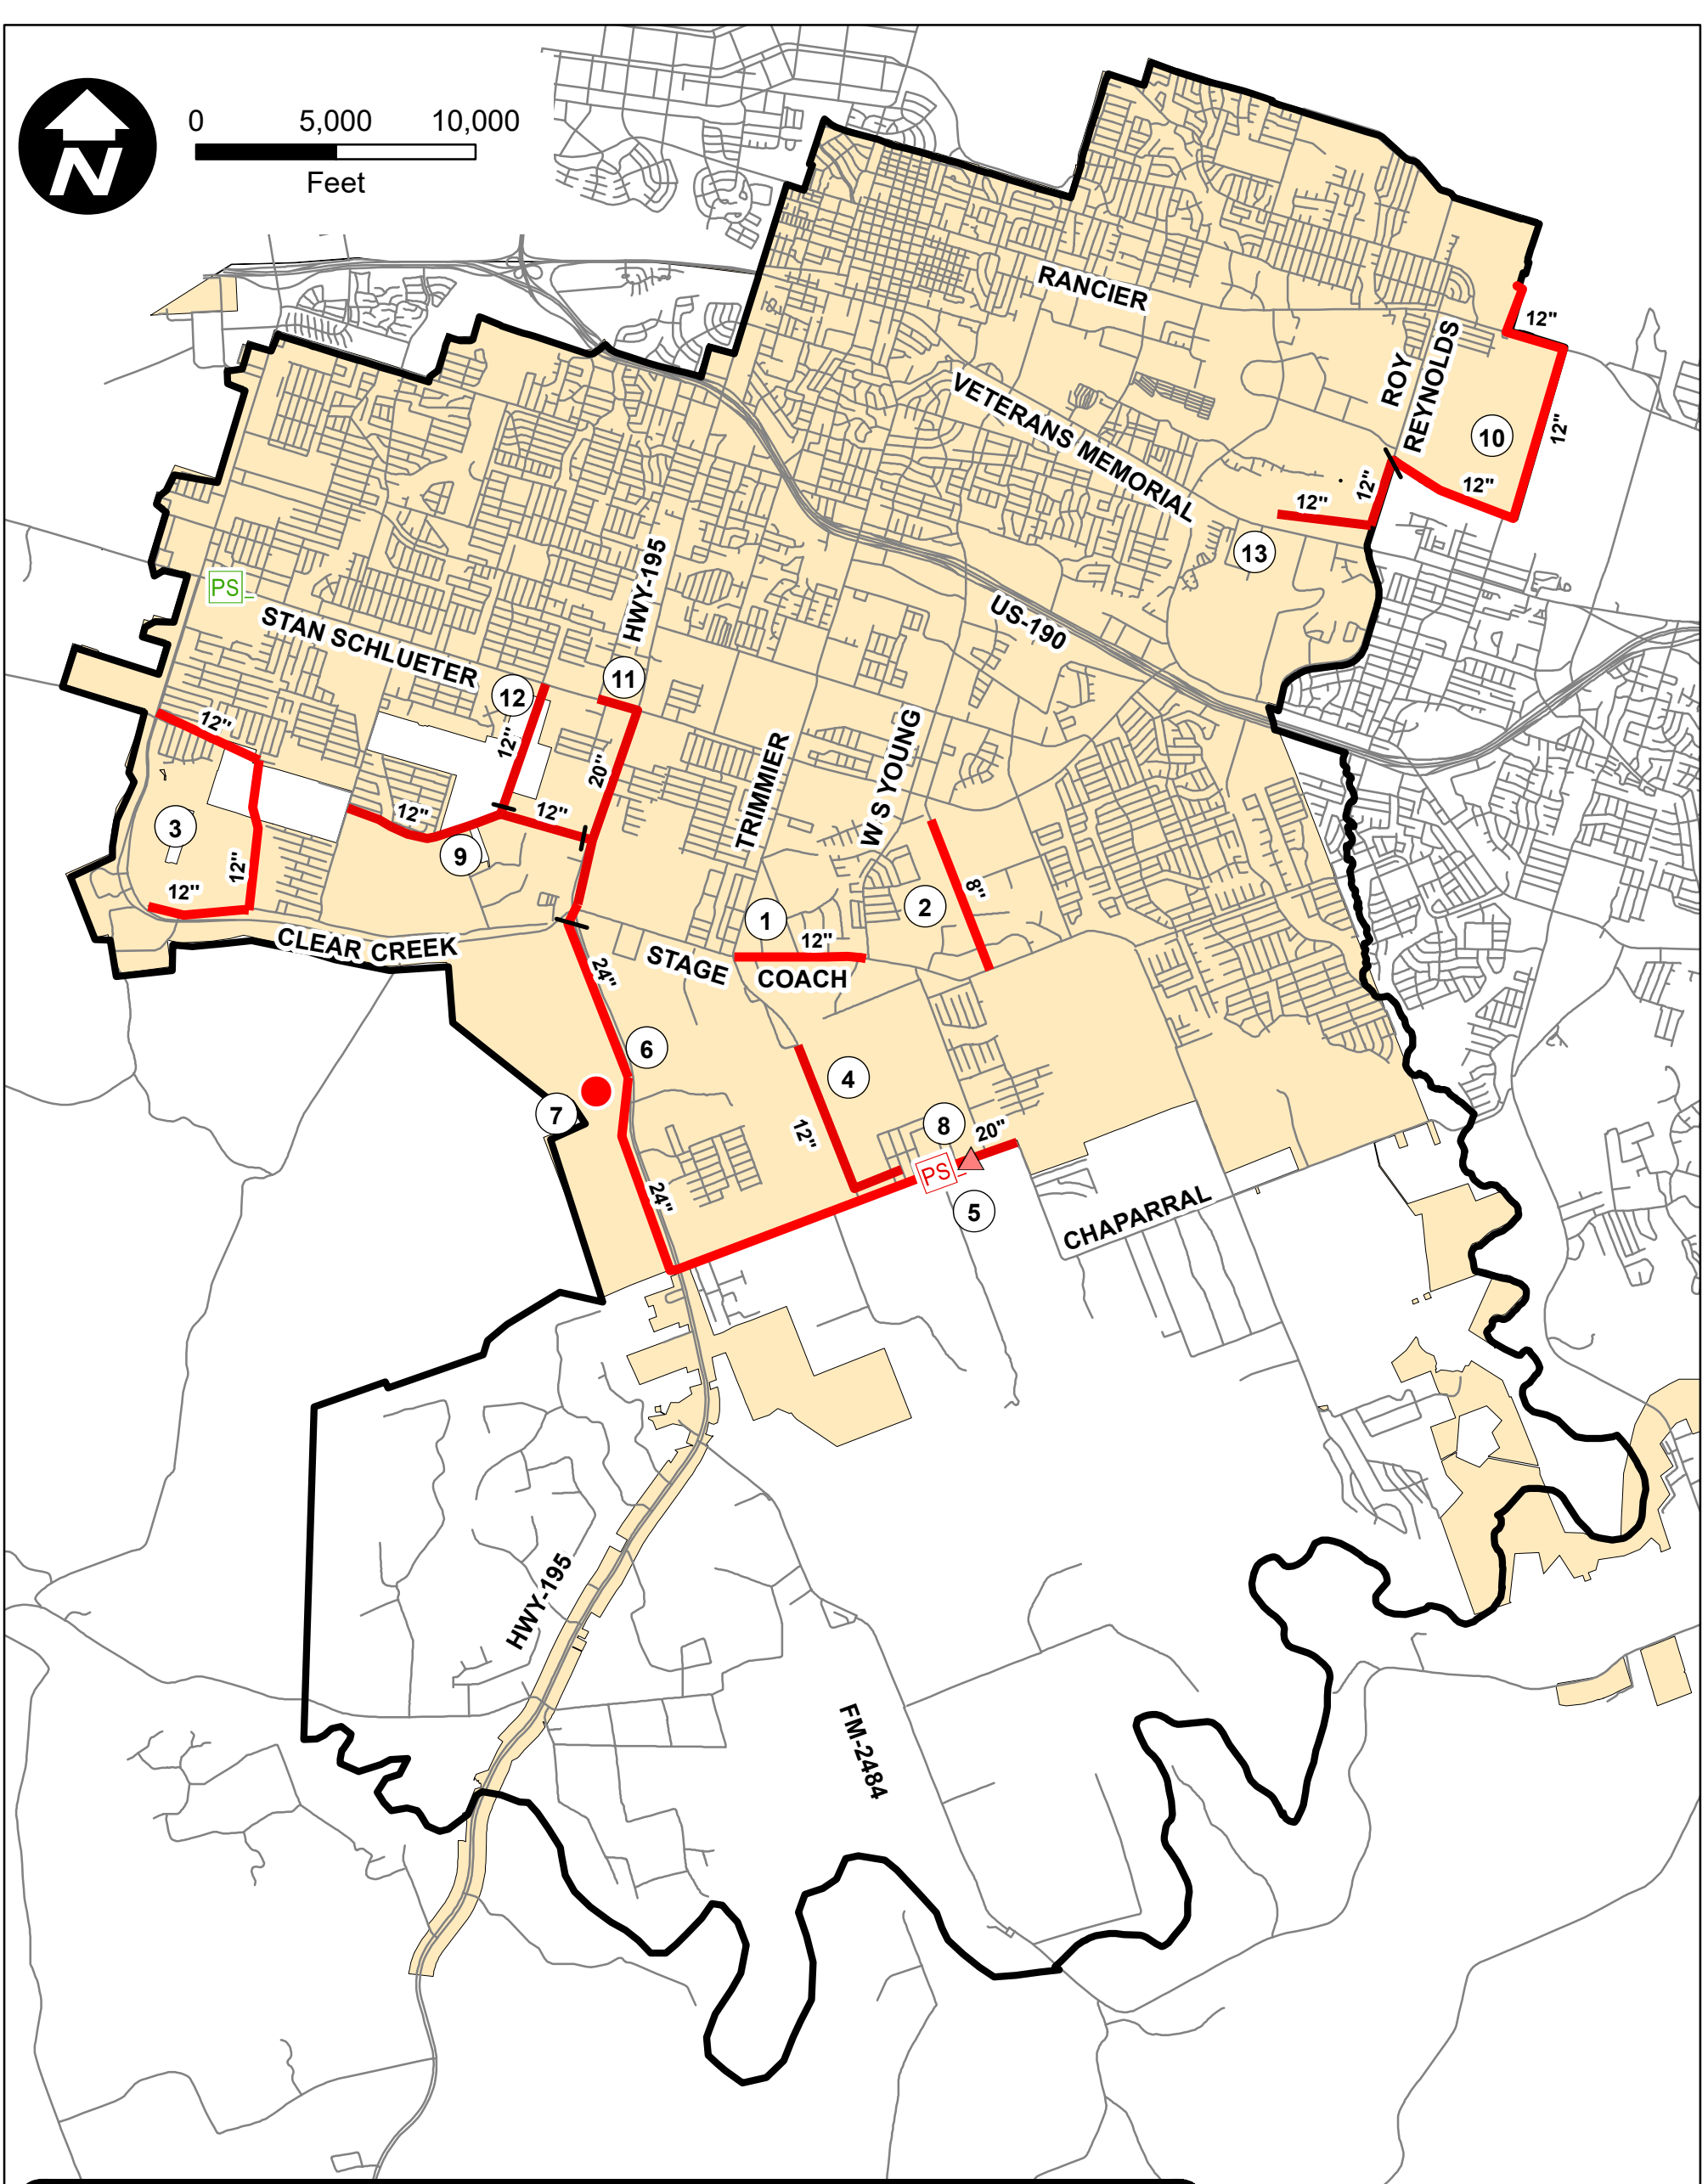 N
0 5,000 10,000
Feet
RANCIER
12"
ROY
REYNOLDS
VETERANS MEMORIAL
10
12"
12"
12"
12"
13
HWY-195
PS
STAN SCHLUETER
US-190
11
12
12"
12"
20"
TRIMMIER
W S YOUNG
12"
12"
3
9
12"
12"
8"
2
1
12"
CLEAR CREEK
STAGE
COACH
24"
6
4
7
12"
8
20"
PS
5
24"
CHAPARRAL
HWY-195
FM-2484